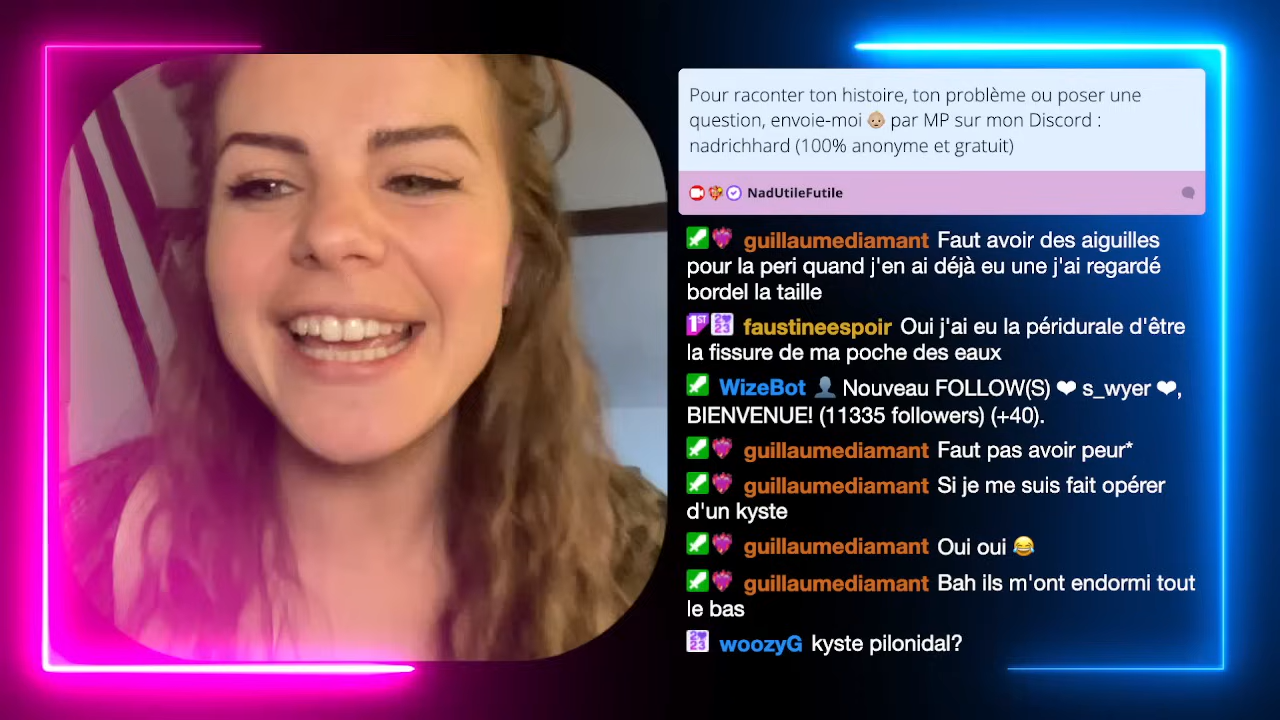 Pour raconter ton histoire, ton problème ou poser une
question, envoie-moi 👶🏼 par MP sur mon Discord :
nadrichhard (100% anonyme et gratuit)
NadUtileFutile
guillaumediamant Faut avoir des aiguilles
pour la peri quand j'en ai déjà eu une j'ai regardé
bordel la taille
1ST 2023 faustineespoir Oui j'ai eu la péridurale d'être
la fissure de ma poche des eaux
WizeBot 👤 Nouveau FOLLOW(S) ❤ s_wyer ❤,
BIENVENUE! (11335 followers) (+40).
guillaumediamant Faut pas avoir peur*
guillaumediamant Si je me suis fait opérer
d'un kyste
guillaumediamant Oui oui 😂
guillaumediamant Bah ils m'ont endormi tout
le bas
2023 woozyG kyste pilonidal?